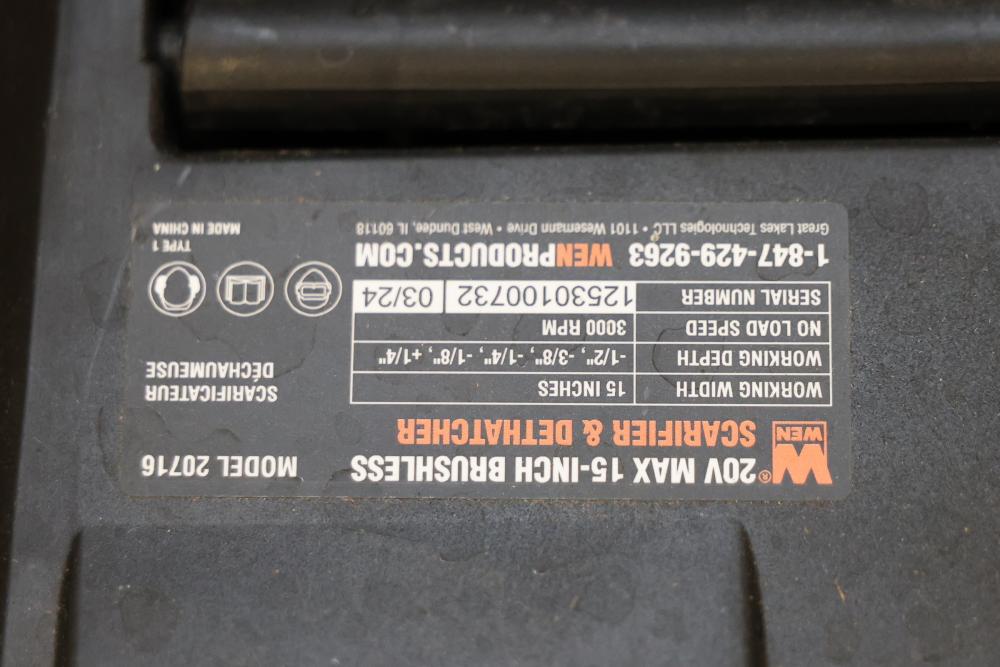 WEN
20V MAX 15-INCH BRUSHLESS
SCARIFIER & DETHATCHER
MODEL 20716
WORKING WIDTH 15 INCHES
WORKING DEPTH -1/2", -3/8", -1/4", -1/8", +1/4"
NO LOAD SPEED 3000 RPM
SERIAL NUMBER 12530100732 03/24
SCARIFICATEUR
DÉCHAUMEUSE
1-847-429-9263 WENPRODUCTS.COM
Great Lakes Technologies LLC • 1101 Wesemann Drive • West Dundee, IL 60118
TYPE 1
MADE IN CHINA